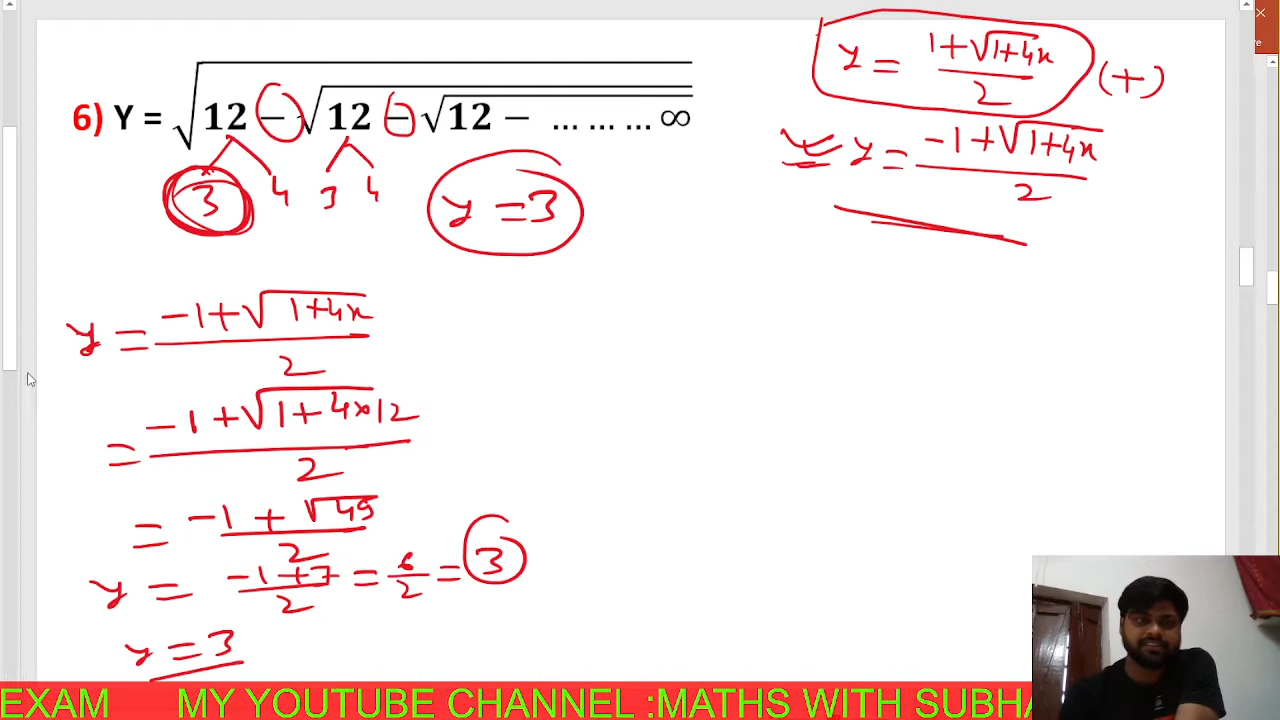 6) Y = √12 − √12 − √12 − ... ... ... ∞
3 4 3 4
y = 3
y = (1+√1+4x)/2 (+)
y = (-1+√1+4x)/2
y = (-1+√1+4x)/2
= (-1+√1+4×12)/2
= (-1+√49)/2
y = (-1+7)/2 = 6/2 = 3
y = 3
EXAM MY YOUTUBE CHANNEL :MATHS WITH SUBHA